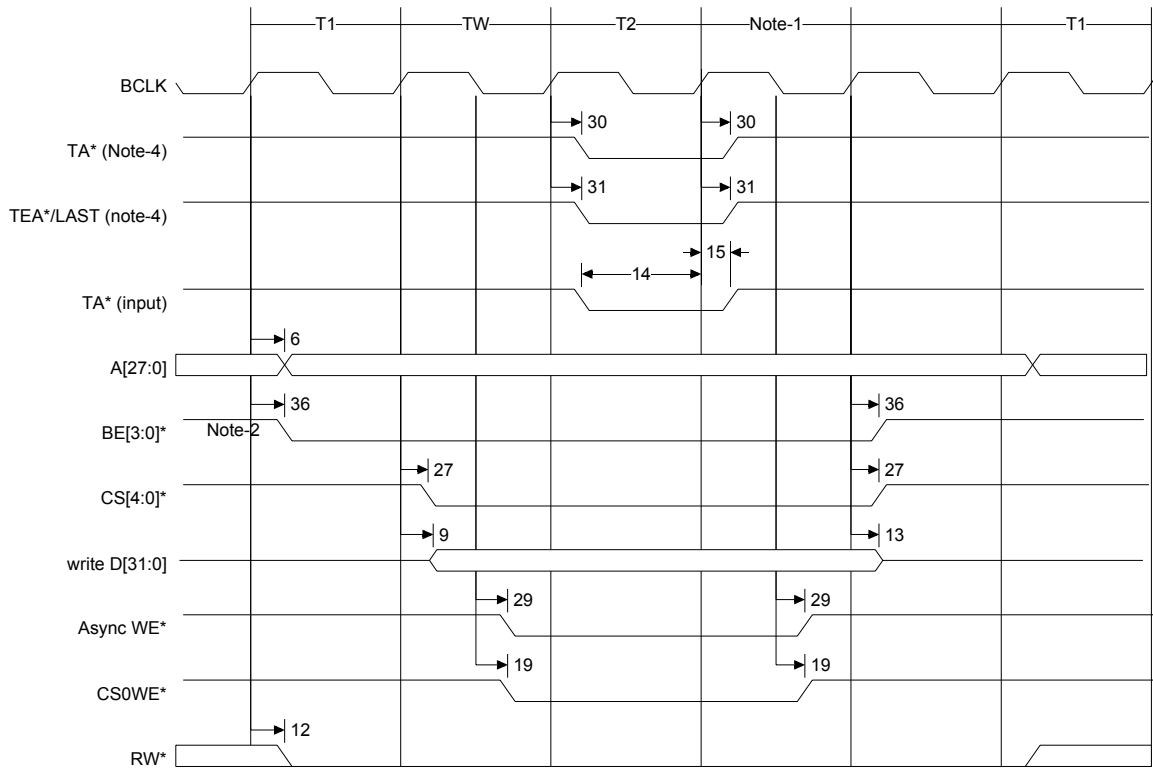 T1 TW T2 Note-1 T1
BCLK
30 30
TA* (Note-4)
31 31
TEA*/LAST (note-4)
15
14
TA* (input)
6
A[27:0]
36 36
BE[3:0]* Note-2
27 27
CS[4:0]*
9 13
write D[31:0]
29 29
Async WE*
19 19
CS0WE*
12
RW*